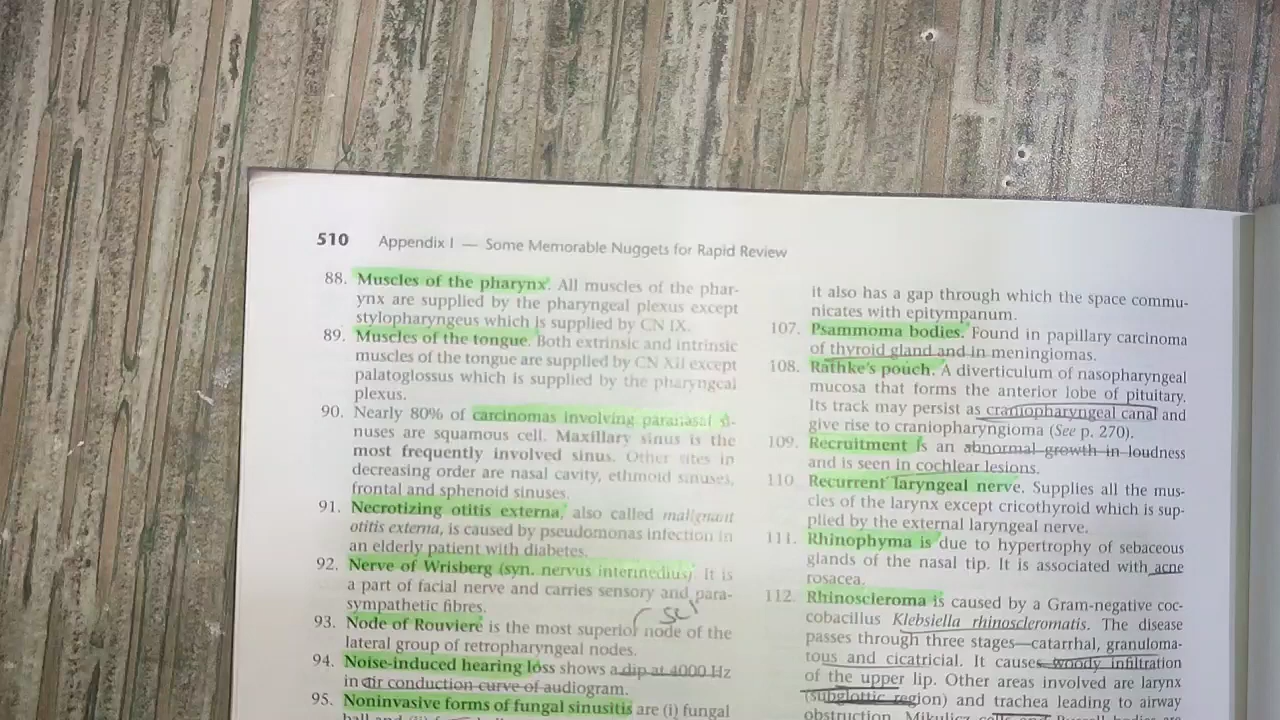 510 Appendix I — Some Memorable Nuggets for Rapid Review
88. Muscles of the pharynx. All muscles of the phar-
ynx are supplied by the pharyngeal plexus except
stylopharyngeus which is supplied by CN IX.
89. Muscles of the tongue. Both extrinsic and intrinsic
muscles of the tongue are supplied by CN XII except
palatoglossus which is supplied by the pharyngeal
plexus.
90. Nearly 80% of carcinomas involving paranasal si-
nuses are squamous cell. Maxillary sinus is the
most frequently involved sinus. Other sites in
decreasing order are nasal cavity, ethmoid sinuses,
frontal and sphenoid sinuses.
91. Necrotizing otitis externa, also called malignant
otitis externa, is caused by pseudomonas infection in
an elderly patient with diabetes.
92. Nerve of Wrisberg (syn. nervus intermedius). It is
a part of facial nerve and carries sensory and para-
sympathetic fibres.
93. Node of Rouviere is the most superior node of the
lateral group of retropharyngeal nodes.
94. Noise-induced hearing loss shows a dip at 4000 Hz
in air conduction curve of audiogram.
95. Noninvasive forms of fungal sinusitis are (i) fungal
ball and (ii)
it also has a gap through which the space commu-
nicates with epitympanum.
107. Psammoma bodies. Found in papillary carcinoma
of thyroid gland and in meningiomas.
108. Rathke's pouch. A diverticulum of nasopharyngeal
mucosa that forms the anterior lobe of pituitary.
Its track may persist as craniopharyngeal canal and
give rise to craniopharyngioma (See p. 270).
109. Recruitment is an abnormal growth in loudness
and is seen in cochlear lesions.
110. Recurrent laryngeal nerve. Supplies all the mus-
cles of the larynx except cricothyroid which is sup-
plied by the external laryngeal nerve.
111. Rhinophyma is due to hypertrophy of sebaceous
glands of the nasal tip. It is associated with acne
rosacea.
112. Rhinoscleroma is caused by a Gram-negative coc-
cobacillus Klebsiella rhinoscleromatis. The disease
passes through three stages—catarrhal, granuloma-
tous and cicatricial. It causes woody infiltration
of the upper lip. Other areas involved are larynx
(subglottic region) and trachea leading to airway
obstruction. Mikulicz cells and Russell bodies are